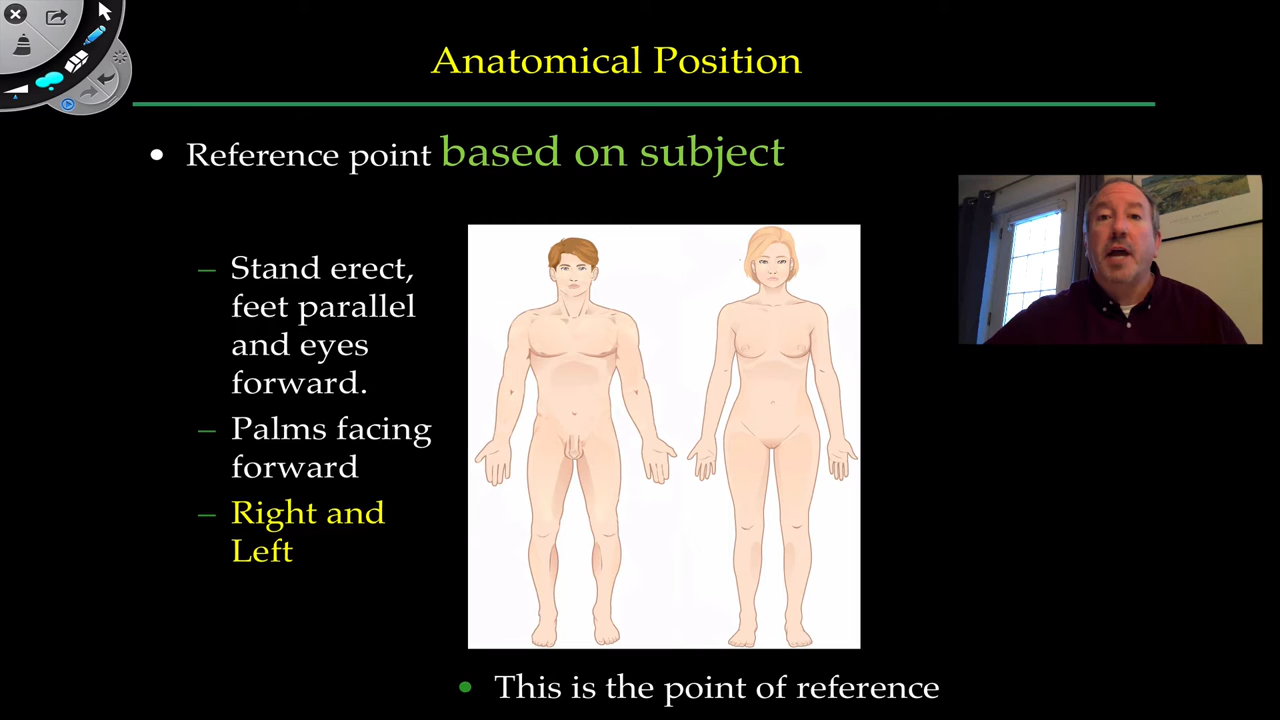 Anatomical Position
• Reference point based on subject
– Stand erect,
feet parallel
and eyes
forward.
– Palms facing
forward
– Right and
Left
• This is the point of reference